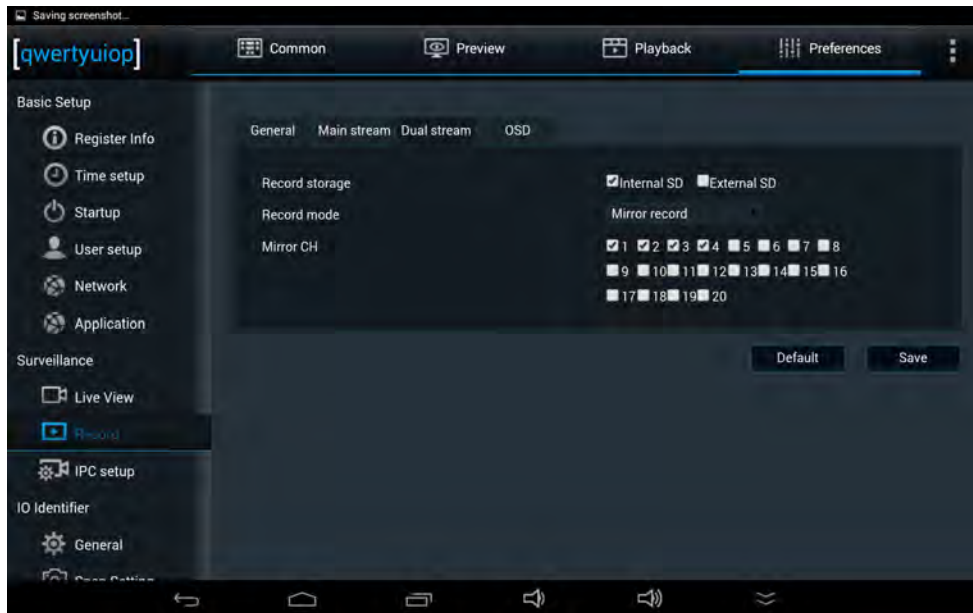 Saving screenshot...
[qwertyuiop]
Common
Preview
Playback
Preferences
Basic Setup
Register Info
Time setup
Startup
User setup
Network
Application
Surveillance
Live View
Record
IPC setup
IO Identifier
General
General Main stream Dual stream OSD
Record storage Internal SD External SD
Record mode Mirror record
Mirror CH 1 2 3 4 5 6 7 8
9 10 11 12 13 14 15 16
17 18 19 20
Default Save